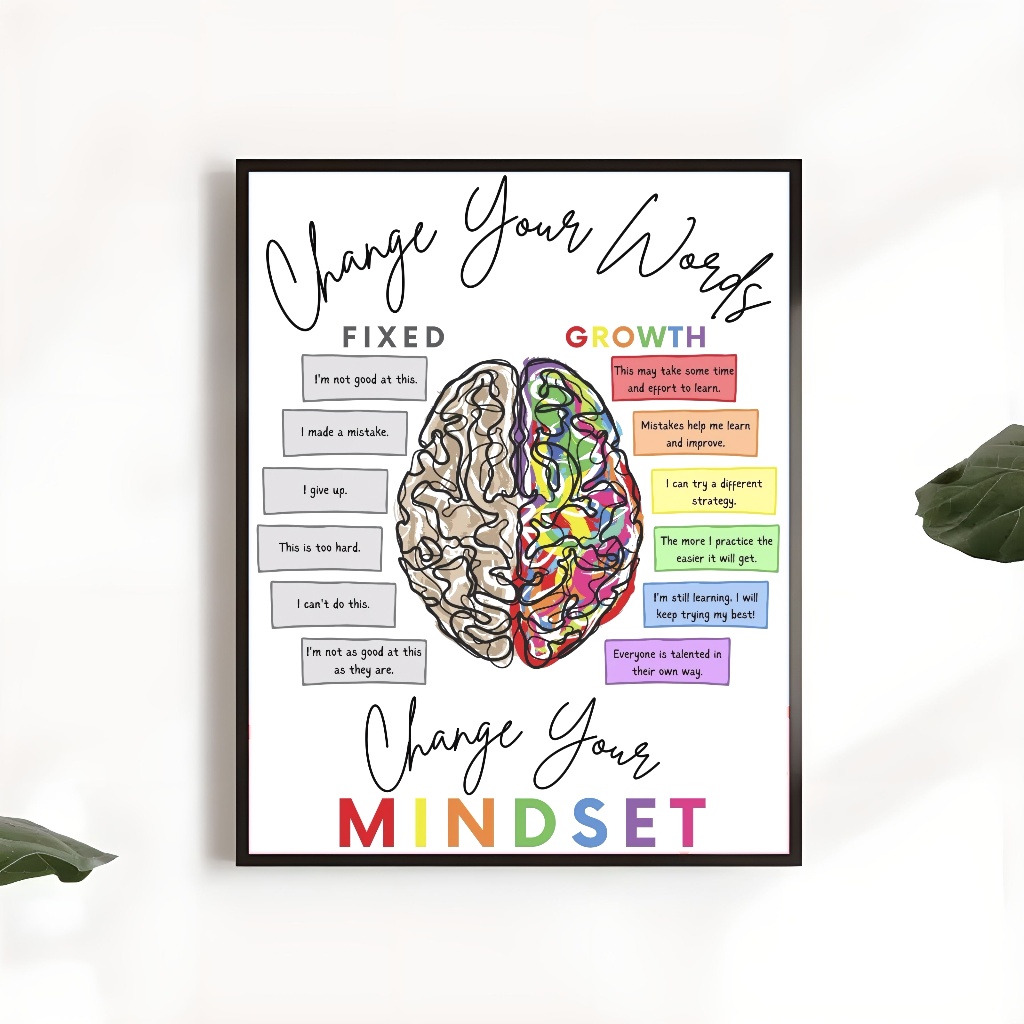 Change Your Words
FIXED
GROWTH
I'm not good at this.
This may take some time
and effort to learn.
I made a mistake.
Mistakes help me learn
and improve.
I give up.
I can try a different
strategy.
This is too hard.
The more I practice the
easier it will get.
I can't do this.
I'm still learning. I will
keep trying my best!
I'm not as good at this
as they are.
Everyone is talented in
their own way.
Change Your
MINDSET